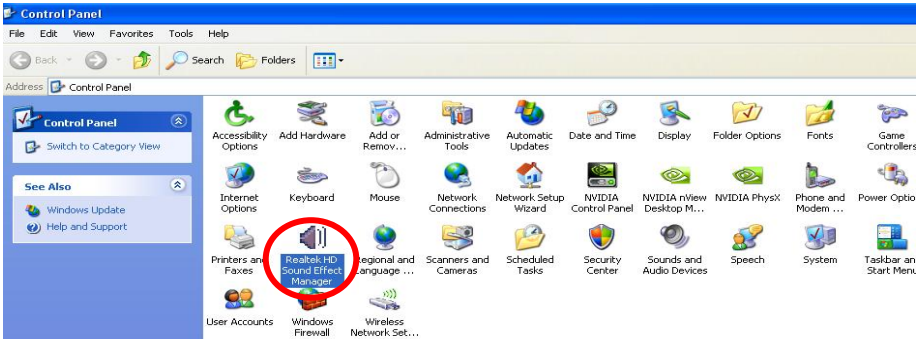 Control Panel
File Edit View Favorites Tools Help
Back Search Folders
Address Control Panel
Control Panel
Switch to Category View
See Also
Windows Update
Help and Support
Accessibility Options
Add Hardware
Add or Remov...
Administrative Tools
Automatic Updates
Date and Time
Display
Folder Options
Fonts
Game Controllers
Internet Options
Keyboard
Mouse
Network Connections
Network Setup Wizard
NVIDIA Control Panel
NVIDIA nView Desktop M...
NVIDIA PhysX
Phone and Modem ...
Power Optio
Printers and Faxes
Realtek HD Sound Effect Manager
Regional and Language ...
Scanners and Cameras
Scheduled Tasks
Security Center
Sounds and Audio Devices
Speech
System
Taskbar an
Start Menu
User Accounts
Windows Firewall
Wireless Network Set...